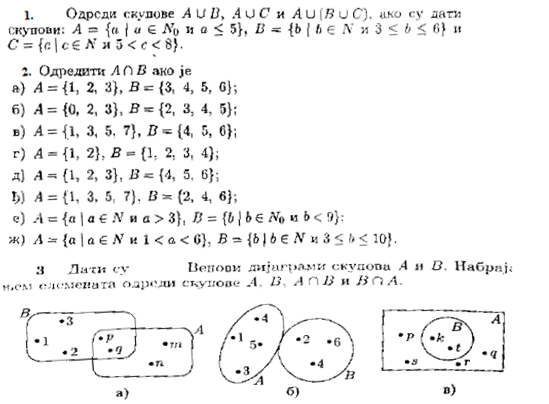 1. Одреди скупове A ∪ B, A ∪ C и A ∪ (B ∪ C), ако су дати
скупови: A = {a | a ∈ N₀ и a ≤ 5}, B = {b | b ∈ N и 3 ≤ b ≤ 6} и
C = {c | c ∈ N и 5 < c < 8}.
2. Одредити A ∩ B ако је
а) A = {1, 2, 3}, B = {3, 4, 5, 6};
б) A = {0, 2, 3}, B = {2, 3, 4, 5};
в) A = {1, 3, 5, 7}, B = {4, 5, 6};
г) A = {1, 2}, B = {1, 2, 3, 4};
д) A = {1, 2, 3}, B = {4, 5, 6};
ђ) A = {1, 3, 5, 7}, B = {2, 4, 6};
е) A = {a | a ∈ N и a > 3}, B = {b | b ∈ N₀ и b < 9};
ж) A = {a | a ∈ N и 1 < a < 6}, B = {b | b ∈ N и 3 ≤ b ≤ 10}.
3 Дати су Венови дијаграми скупова A и B. Набраја
њем елемената одреди скупове A, B, A ∩ B и B ∩ A.
B 3 1 2 p q A m n
4 1 5 3 A 2 6 4 B
A B p k t s r q
а) б) в)